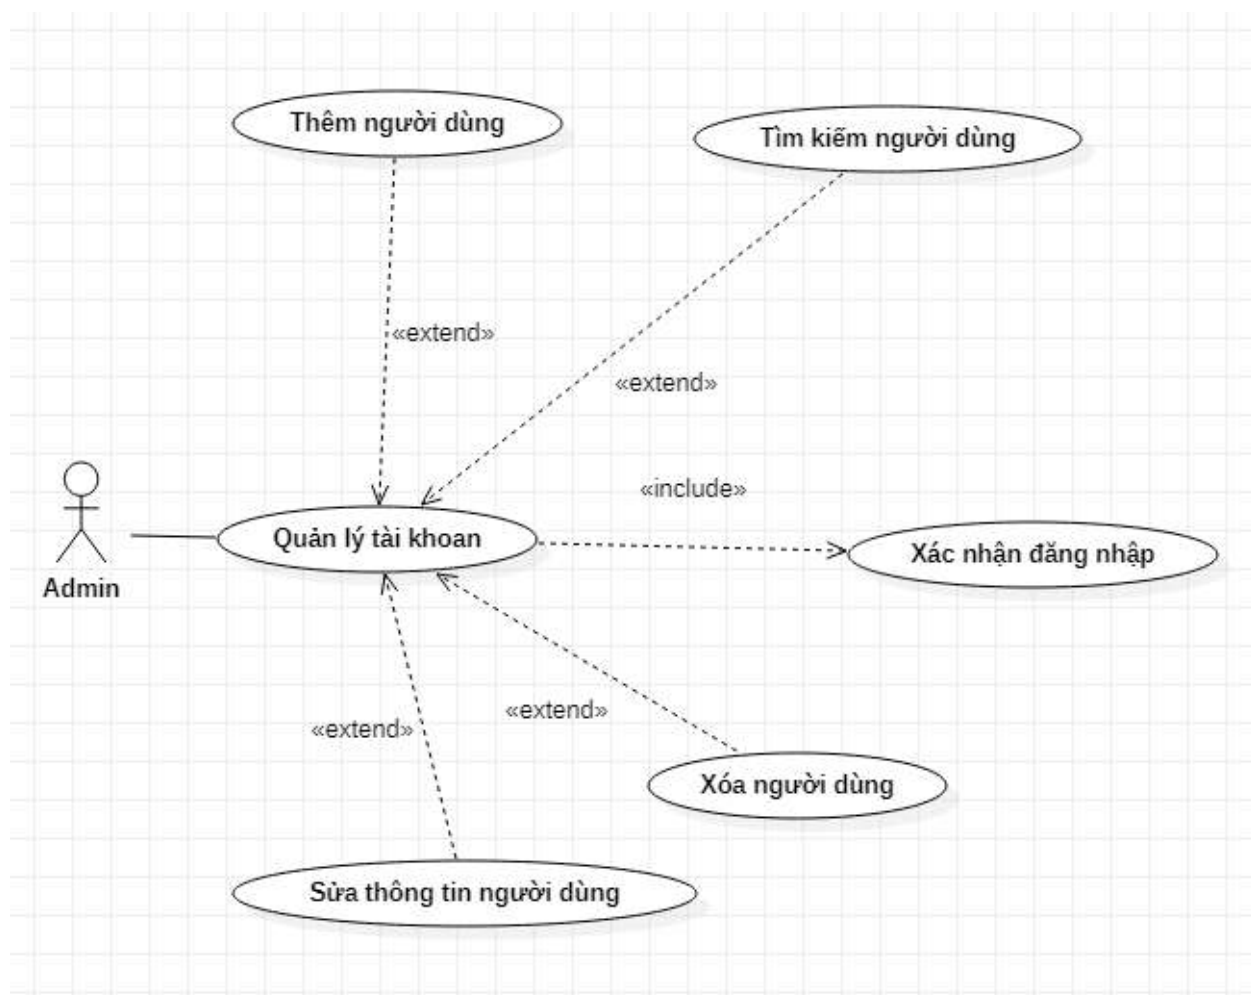 Thêm người dùng
Tìm kiếm người dùng
«extend»
«extend»
«include»
Quản lý tài khoan
Xác nhận đăng nhập
Admin
«extend»
«extend»
Xóa người dùng
Sửa thông tin người dùng